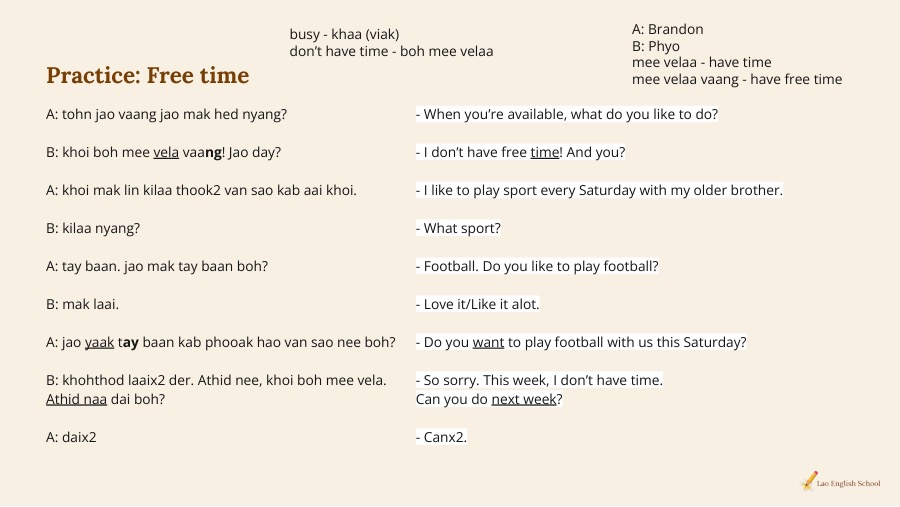 busy - khaa (viak)
don't have time - boh mee velaa
A: Brandon
B: Phyo
mee velaa - have time
mee velaa vaang - have free time
Practice: Free time
A: tohn jao vaang jao mak hed nyang?
- When you're available, what do you like to do?
B: khoi boh mee vela vaang! Jao day?
- I don't have free time! And you?
A: khoi mak lin kilaa thook2 van sao kab aai khoi.
- I like to play sport every Saturday with my older brother.
B: kilaa nyang?
- What sport?
A: tay baan. jao mak tay baan boh?
- Football. Do you like to play football?
B: mak laai.
- Love it/Like it alot.
A: jao yaak tay baan kab phooak hao van sao nee boh?
- Do you want to play football with us this Saturday?
B: khohthod laaix2 der. Athid nee, khoi boh mee vela.
Athid naa dai boh?
- So sorry. This week, I don't have time.
Can you do next week?
A: daix2
- Canx2.
Lao English School